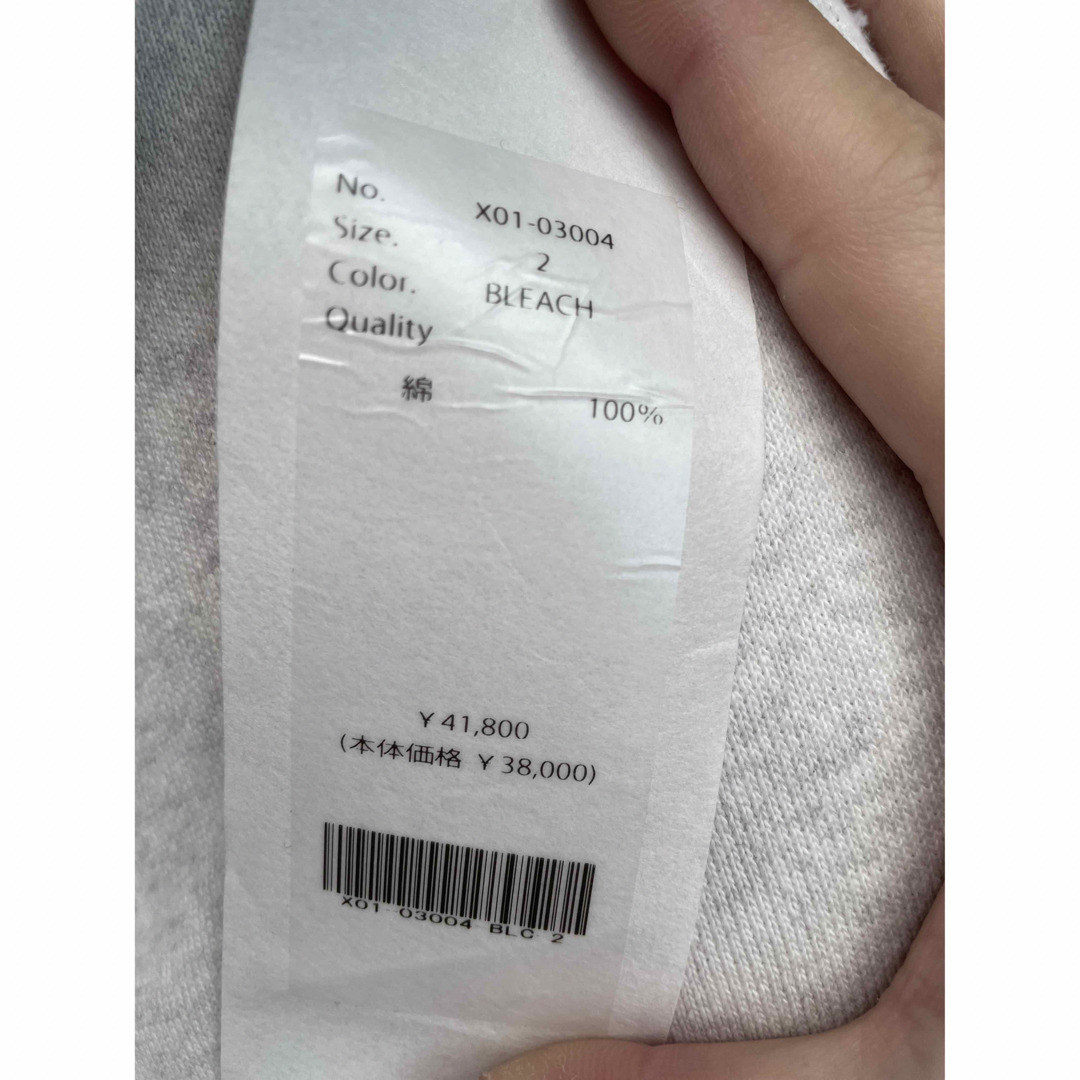 No. X01-03004
Size. 2
Color. BLEACH
Quality
綿 100%
¥ 41,800
(本体価格 ¥ 38,000)
X01-03004 BLC 2